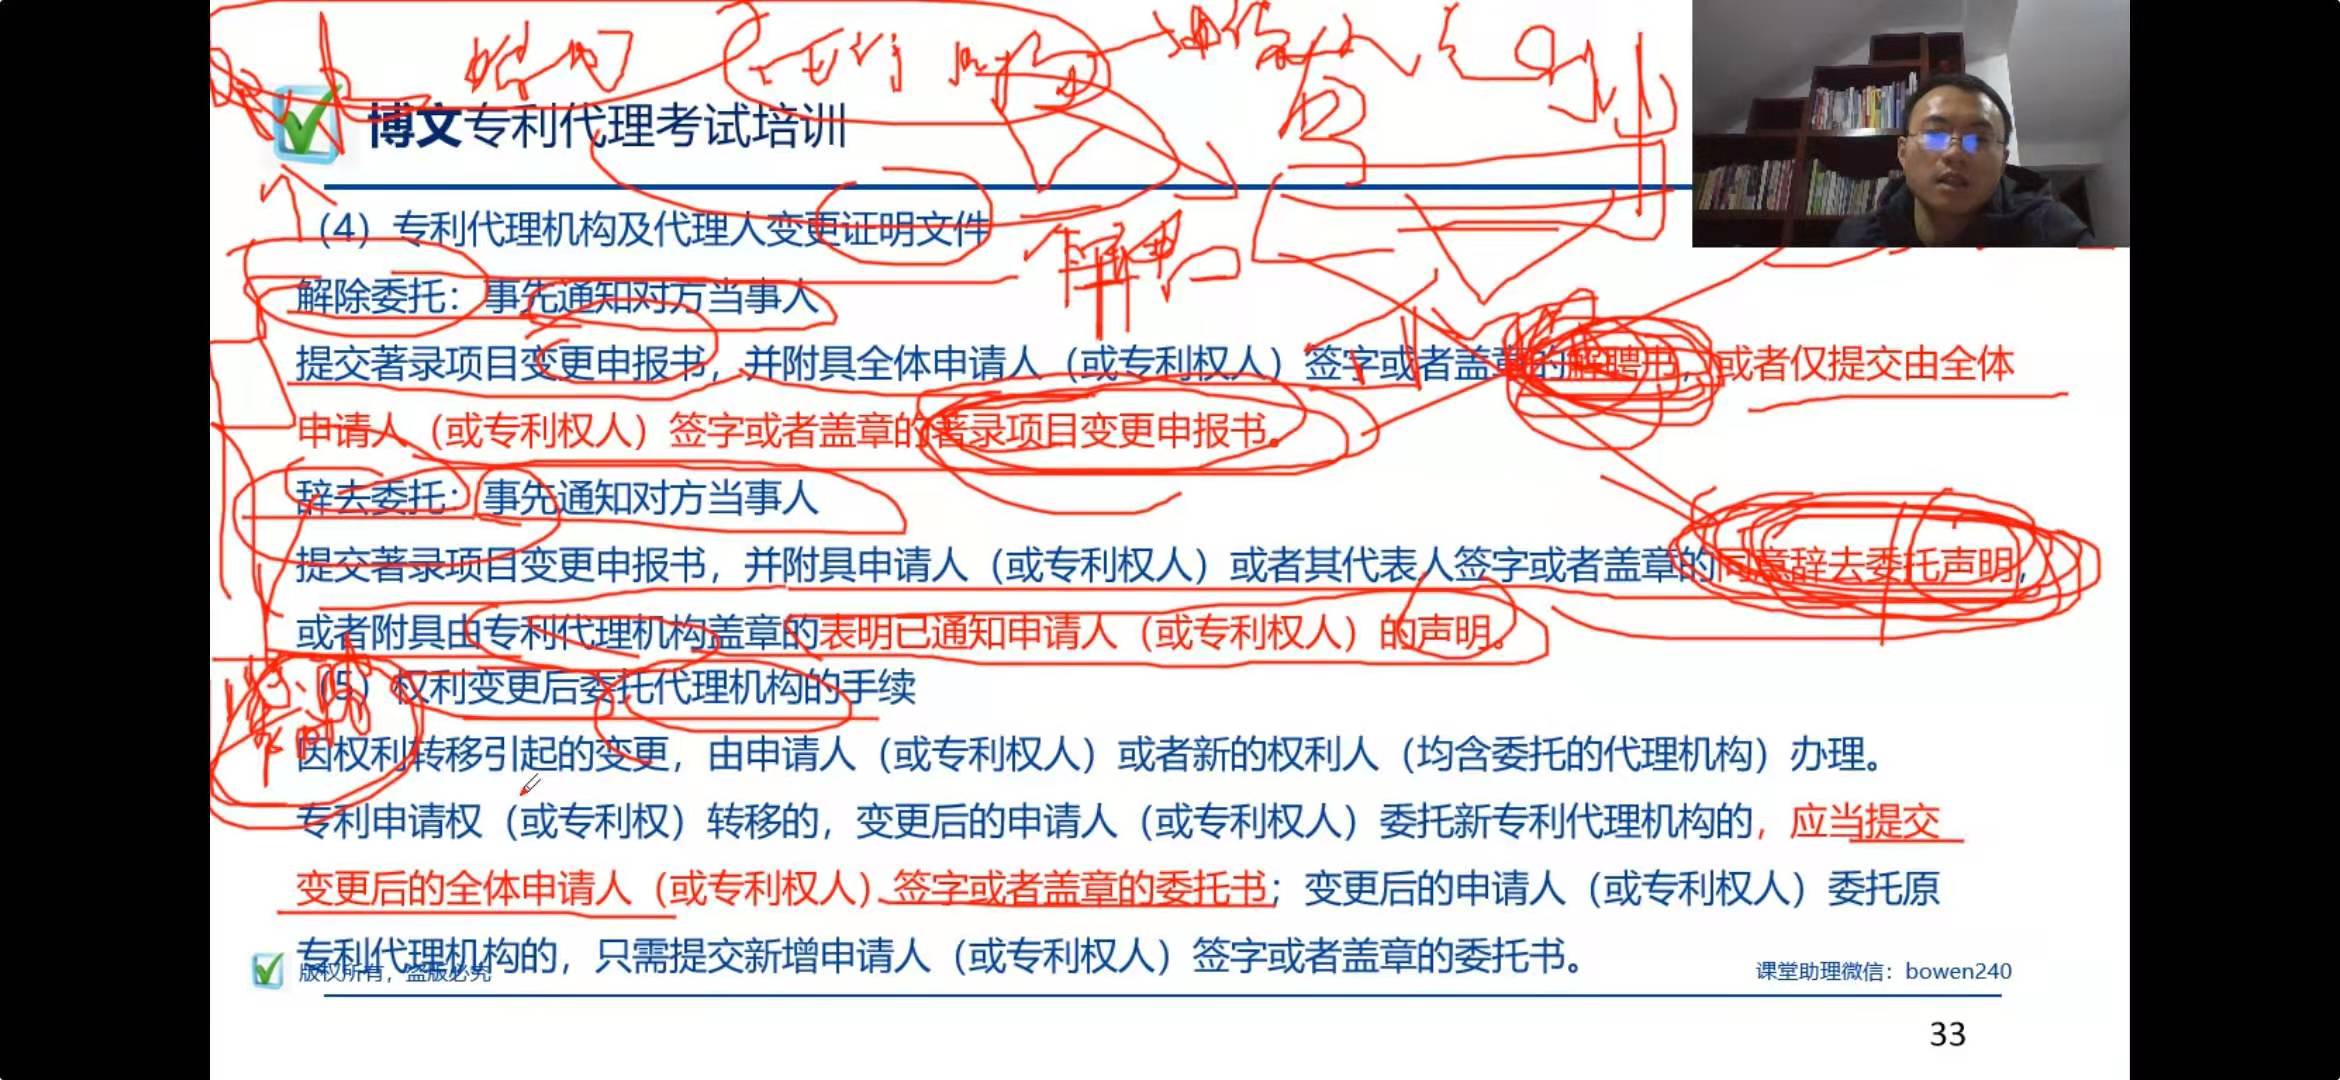 博文专利代理考试培训
（4）专利代理机构及代理人变更证明文件
解除委托：事先通知对方当事人
提交著录项目变更申报书，并附具全体申请人（或专利权人）签字或者盖章的解聘书，或者仅提交由全体
申请人（或专利权人）签字或者盖章的著录项目变更申报书。
辞去委托：事先通知对方当事人
提交著录项目变更申报书，并附具申请人（或专利权人）或者其代表人签字或者盖章的同意辞去委托声明，
或者附具由专利代理机构盖章的表明已通知申请人（或专利权人）的声明。
（5）权利变更后委托代理机构的手续
因权利转移引起的变更，由申请人（或专利权人）或者新的权利人（均含委托的代理机构）办理。
专利申请权（或专利权）转移的，变更后的申请人（或专利权人）委托新专利代理机构的，应当提交
变更后的全体申请人（或专利权人）签字或者盖章的委托书；变更后的申请人（或专利权人）委托原
专利代理机构的，只需提交新增申请人（或专利权人）签字或者盖章的委托书。
版权所有，盗版必究
课堂助理微信：bowen240
33